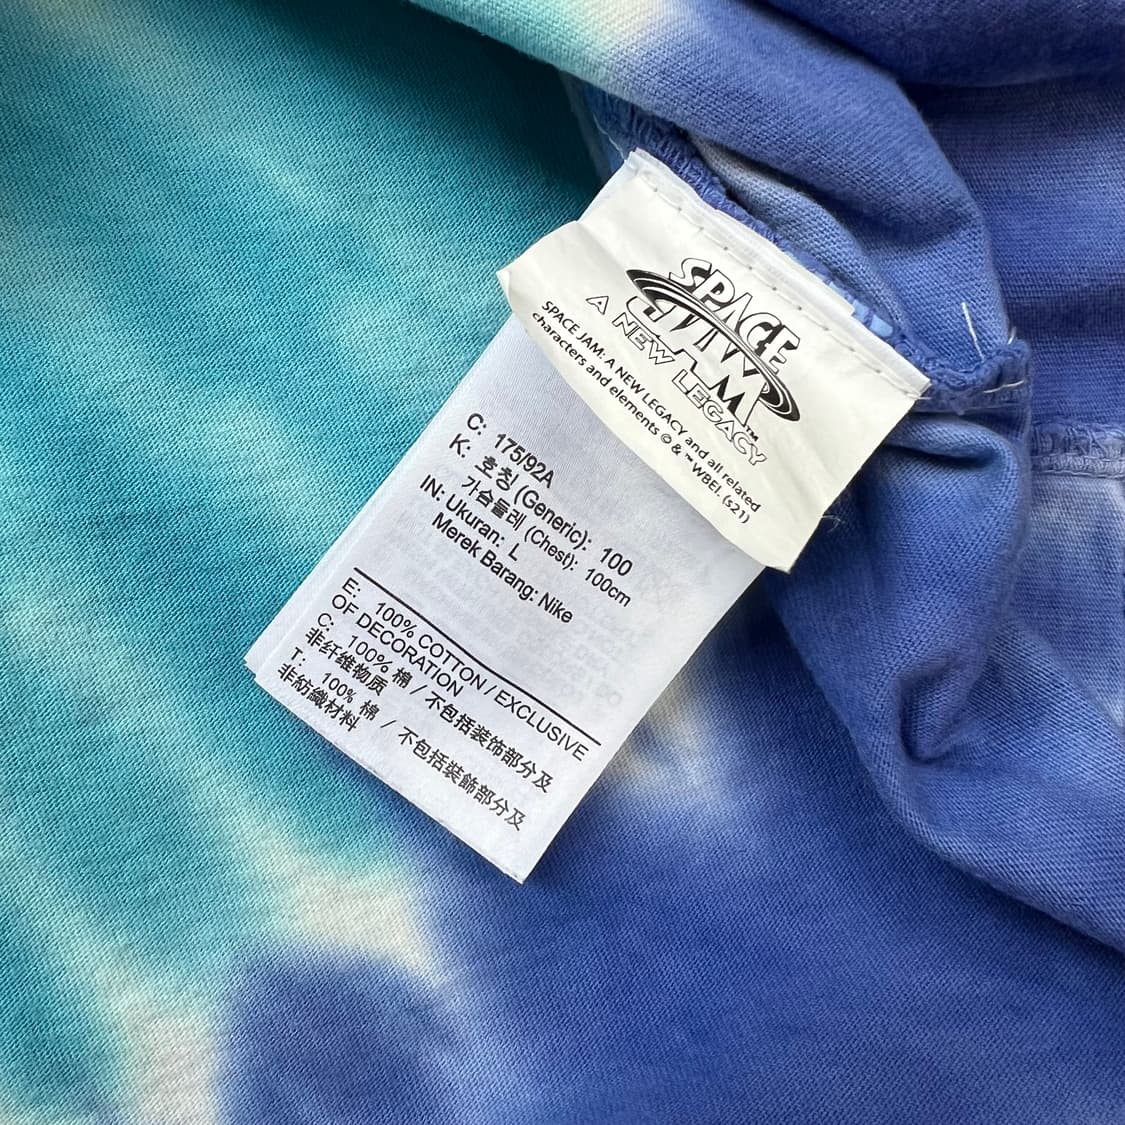 SPACE
JAM
A NEW LEGACY™
SPACE JAM: A NEW LEGACY and all related
characters and elements © & ™ WBEI. (s21)
C: 175/92A
K: 호칭 (Generic): 100
가슴둘레 (Chest): 100cm
IN: Ukuran: L
Merek Barang: Nike
E: 100% COTTON / EXCLUSIVE
OF DECORATION
C: 100% 棉 / 不包括装饰部分及
非纤维物质
T: 100% 棉 / 不包括裝飾部分及
非紡織材料